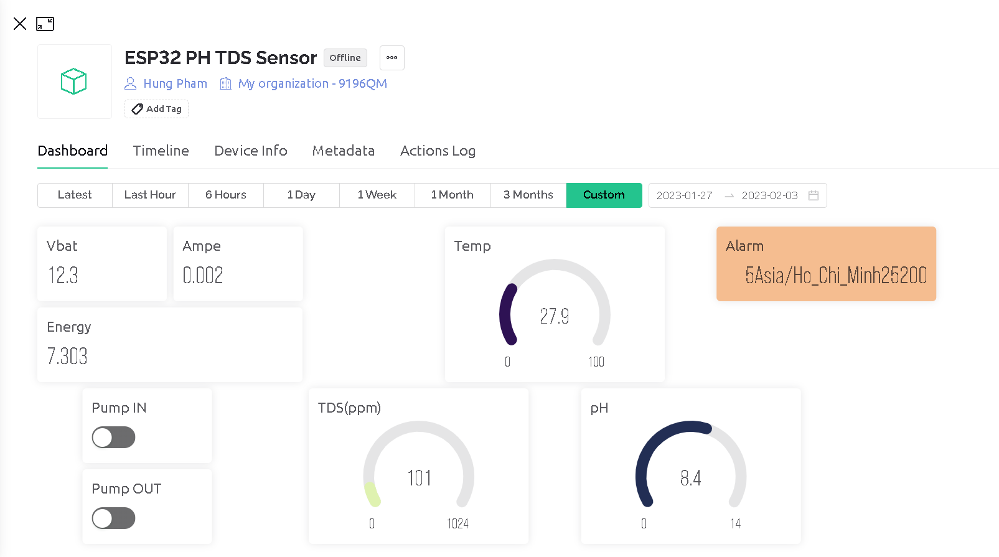 ESP32 PH TDS Sensor Offline
Hung Pham My organization - 9196QM
Add Tag
Dashboard Timeline Device Info Metadata Actions Log
Latest Last Hour 6 Hours 1 Day 1 Week 1 Month 3 Months Custom 2023-01-27 → 2023-02-03
Vbat
12.3
Ampe
0.002
Energy
7.303
Temp
27.9
0 100
Alarm
5Asia/Ho_Chi_Minh25200
Pump IN
Pump OUT
TDS(ppm)
101
0 1024
pH
8.4
0 14